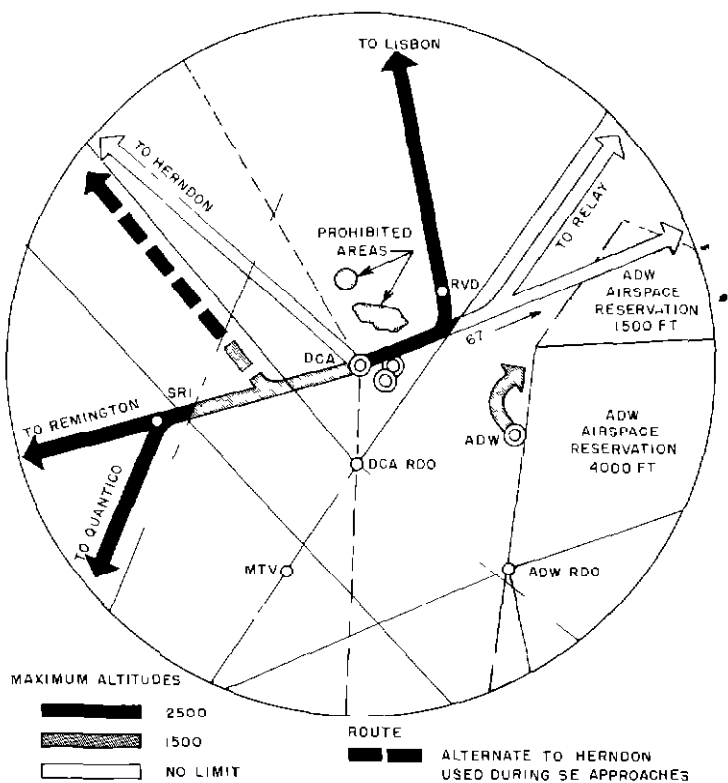 TO LISBON
TO HERNDON
PROHIBITED
AREAS
RVD
TO RELAY
67
ADW
AIRSPACE
RESERVATION
1500 FT
DCA
SRI
TO REMINGTON
TO QUANTICO
ADW
ADW
AIRSPACE
RESERVATION
4000 FT
DCA RDO
MTV
ADW RDO
MAXIMUM ALTITUDES
2500
1500
NO LIMIT
ROUTE
ALTERNATE TO HERNDON
USED DURING SE APPROACHES